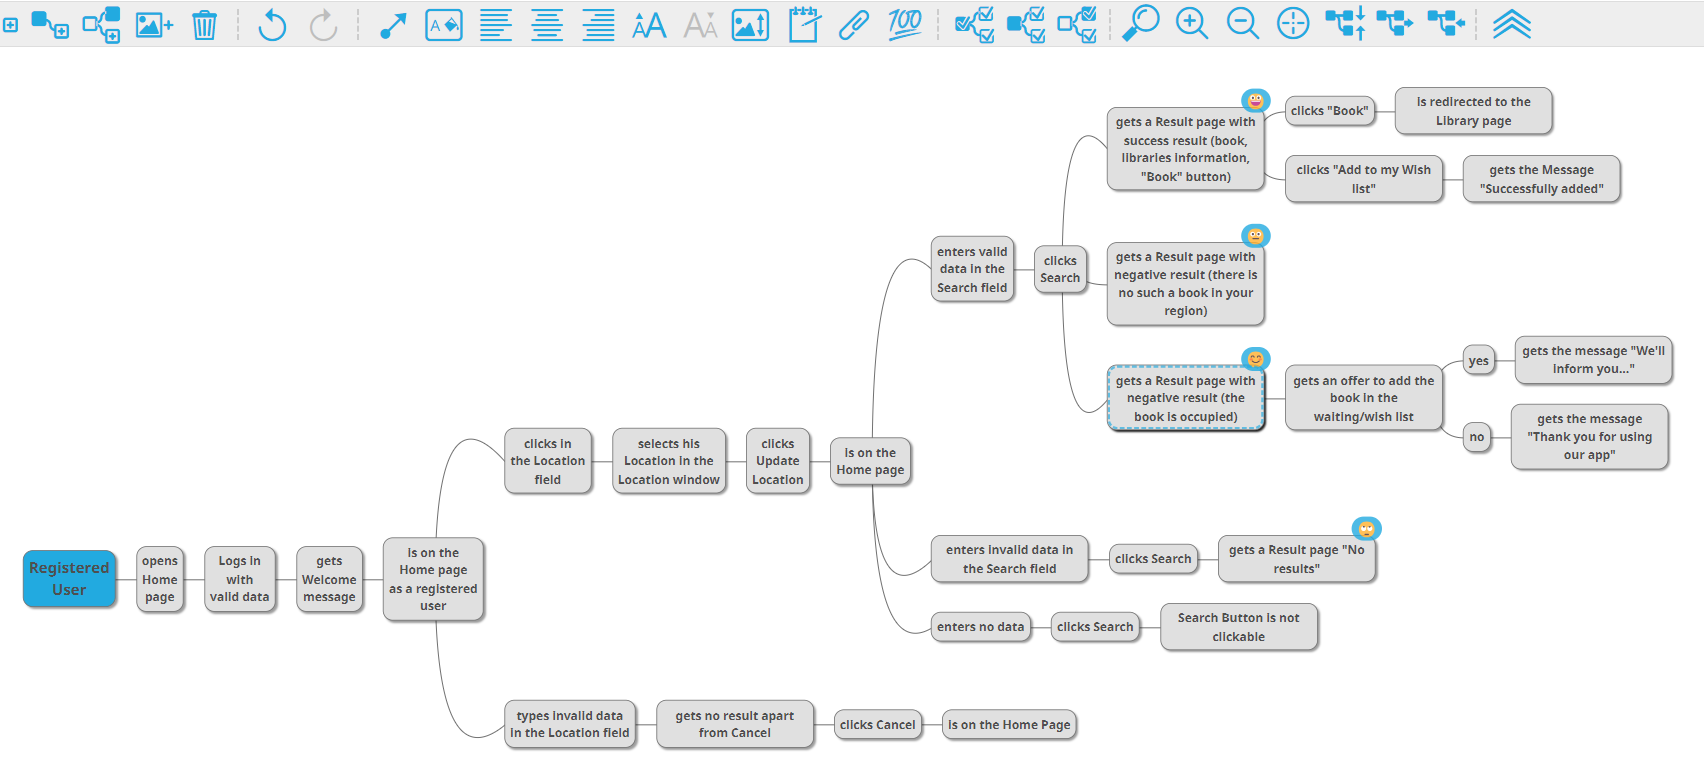 A
AA
AA
100
gets a Result page with
success result (book,
libraries information,
"Book" button)
clicks "Book"
is redirected to the
Library page
clicks "Add to my Wish
list"
gets the Message
"Successfully added"
enters valid
data in the
Search field
clicks
Search
gets a Result page with
negative result (there is
no such a book in your
region)
gets a Result page with
negative result (the
book is occupied)
gets an offer to add the
book in the
waiting/wish list
yes
gets the message "We'll
inform you..."
no
gets the message
"Thank you for using
our app"
clicks in
the Location
field
selects his
Location in the
Location window
clicks
Update
Location
is on the
Home page
Registered
User
opens
Home
page
Logs in
with
valid data
gets
Welcome
message
is on the
Home page
as a registered
user
enters invalid data in
the Search field
clicks Search
gets a Result page "No
results"
enters no data
clicks Search
Search Button is not
clickable
types invalid data
in the Location field
gets no result apart
from Cancel
clicks Cancel
is on the Home Page